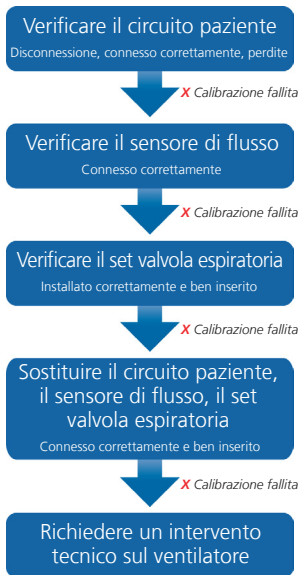 Verificare il circuito paziente
Disconnessione, connesso correttamente, perdite
X Calibrazione fallita
Verificare il sensore di flusso
Connesso correttamente
X Calibrazione fallita
Verificare il set valvola espiratoria
Installato correttamente e ben inserito
X Calibrazione fallita
Sostituire il circuito paziente,
il sensore di flusso, il set
valvola espiratoria
Connesso correttamente e ben inserito
X Calibrazione fallita
Richiedere un intervento
tecnico sul ventilatore